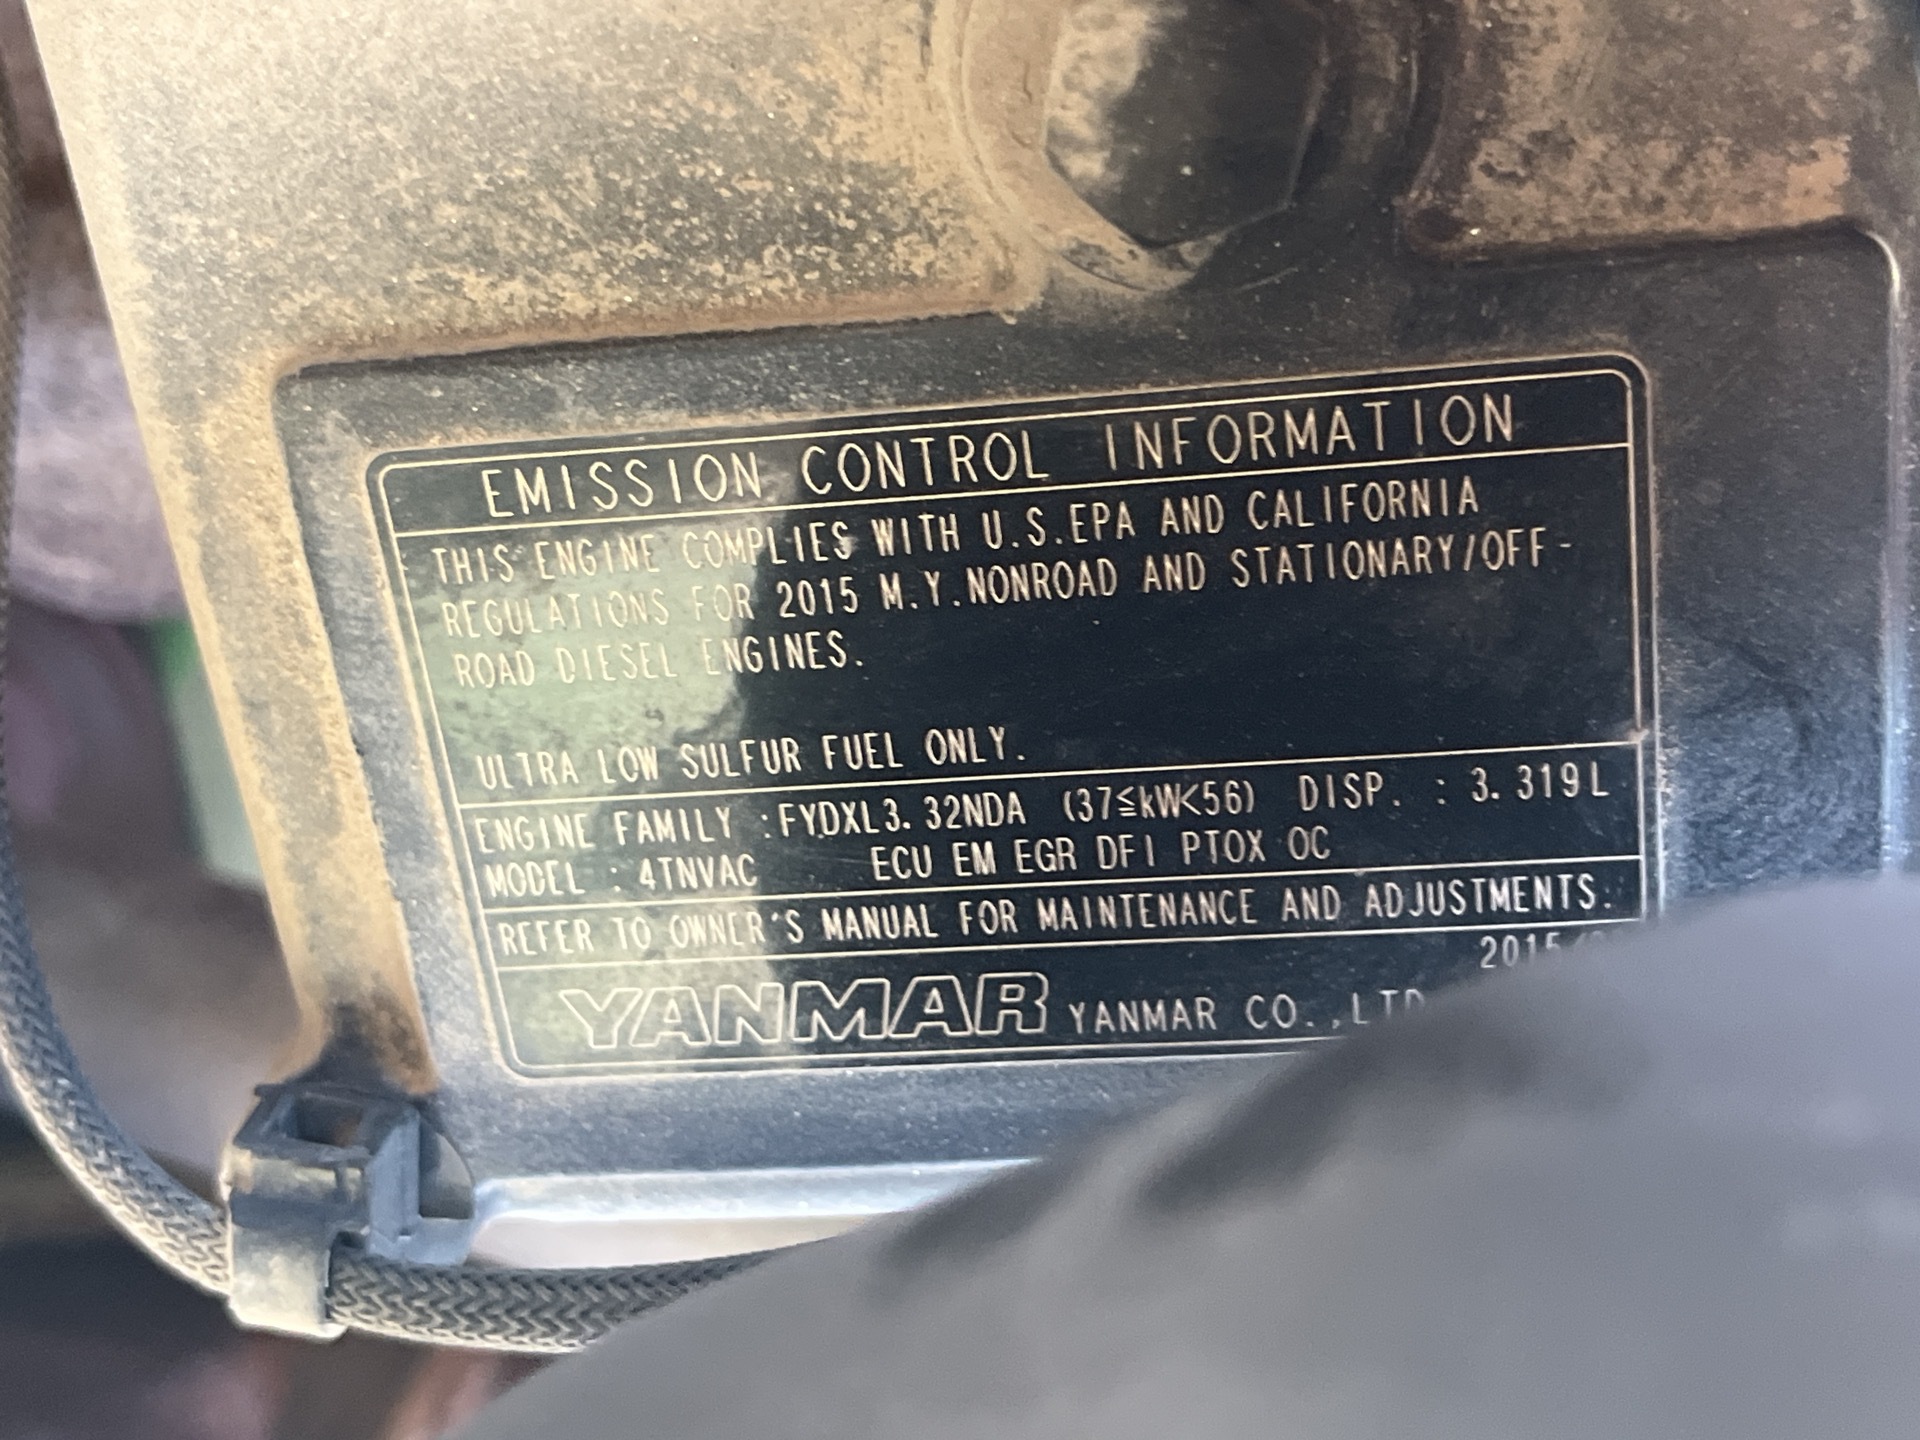 EMISSION CONTROL INFORMATION
THIS ENGINE COMPLIES WITH U.S.EPA AND CALIFORNIA
REGULATIONS FOR 2015 M.Y.NONROAD AND STATIONARY/OFF-
ROAD DIESEL ENGINES.
ULTRA LOW SULFUR FUEL ONLY.
ENGINE FAMILY :FYDXL3.32NDA (37≦kW<56) DISP. : 3.319L
MODEL : 4TNVAC ECU EM EGR DFI PTOX OC
REFER TO OWNER'S MANUAL FOR MAINTENANCE AND ADJUSTMENTS.
2015/
YANMAR YANMAR CO.,LTD